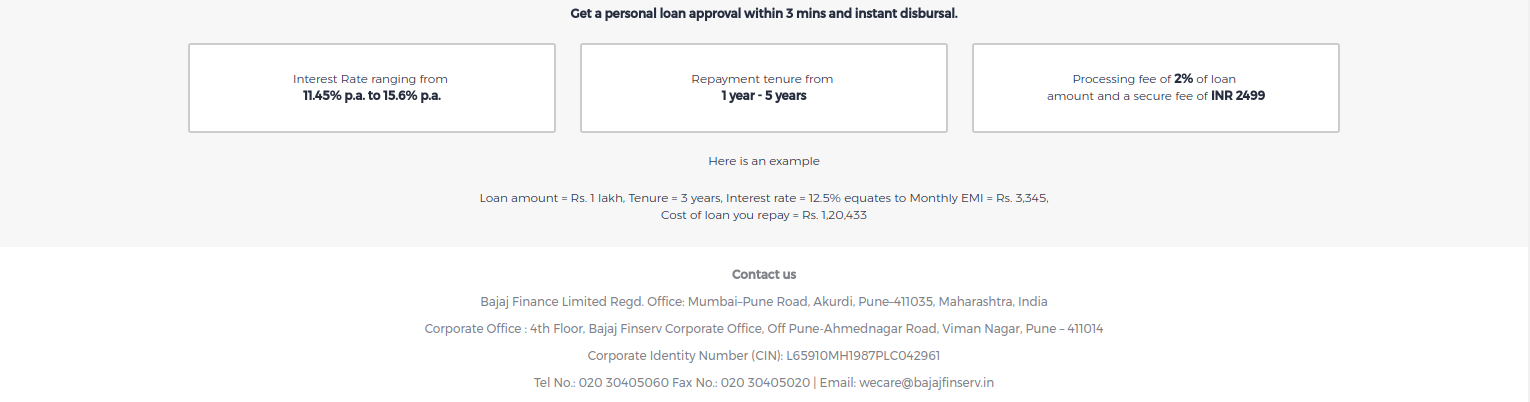 Get a personal loan approval within 3 mins and instant disbursal.
Interest Rate ranging from
11.45% p.a. to 15.6% p.a.
Repayment tenure from
1 year - 5 years
Processing fee of 2% of loan
amount and a secure fee of INR 2499
Here is an example
Loan amount = Rs. 1 lakh, Tenure = 3 years, Interest rate = 12.5% equates to Monthly EMI = Rs. 3,345,
Cost of loan you repay = Rs. 1,20,433
Contact us
Bajaj Finance Limited Regd. Office: Mumbai–Pune Road, Akurdi, Pune–411035, Maharashtra, India
Corporate Office : 4th Floor, Bajaj Finserv Corporate Office, Off Pune-Ahmednagar Road, Viman Nagar, Pune – 411014
Corporate Identity Number (CIN): L65910MH1987PLC042961
Tel No.: 020 30405060 Fax No.: 020 30405020 | Email: wecare@bajajfinserv.in